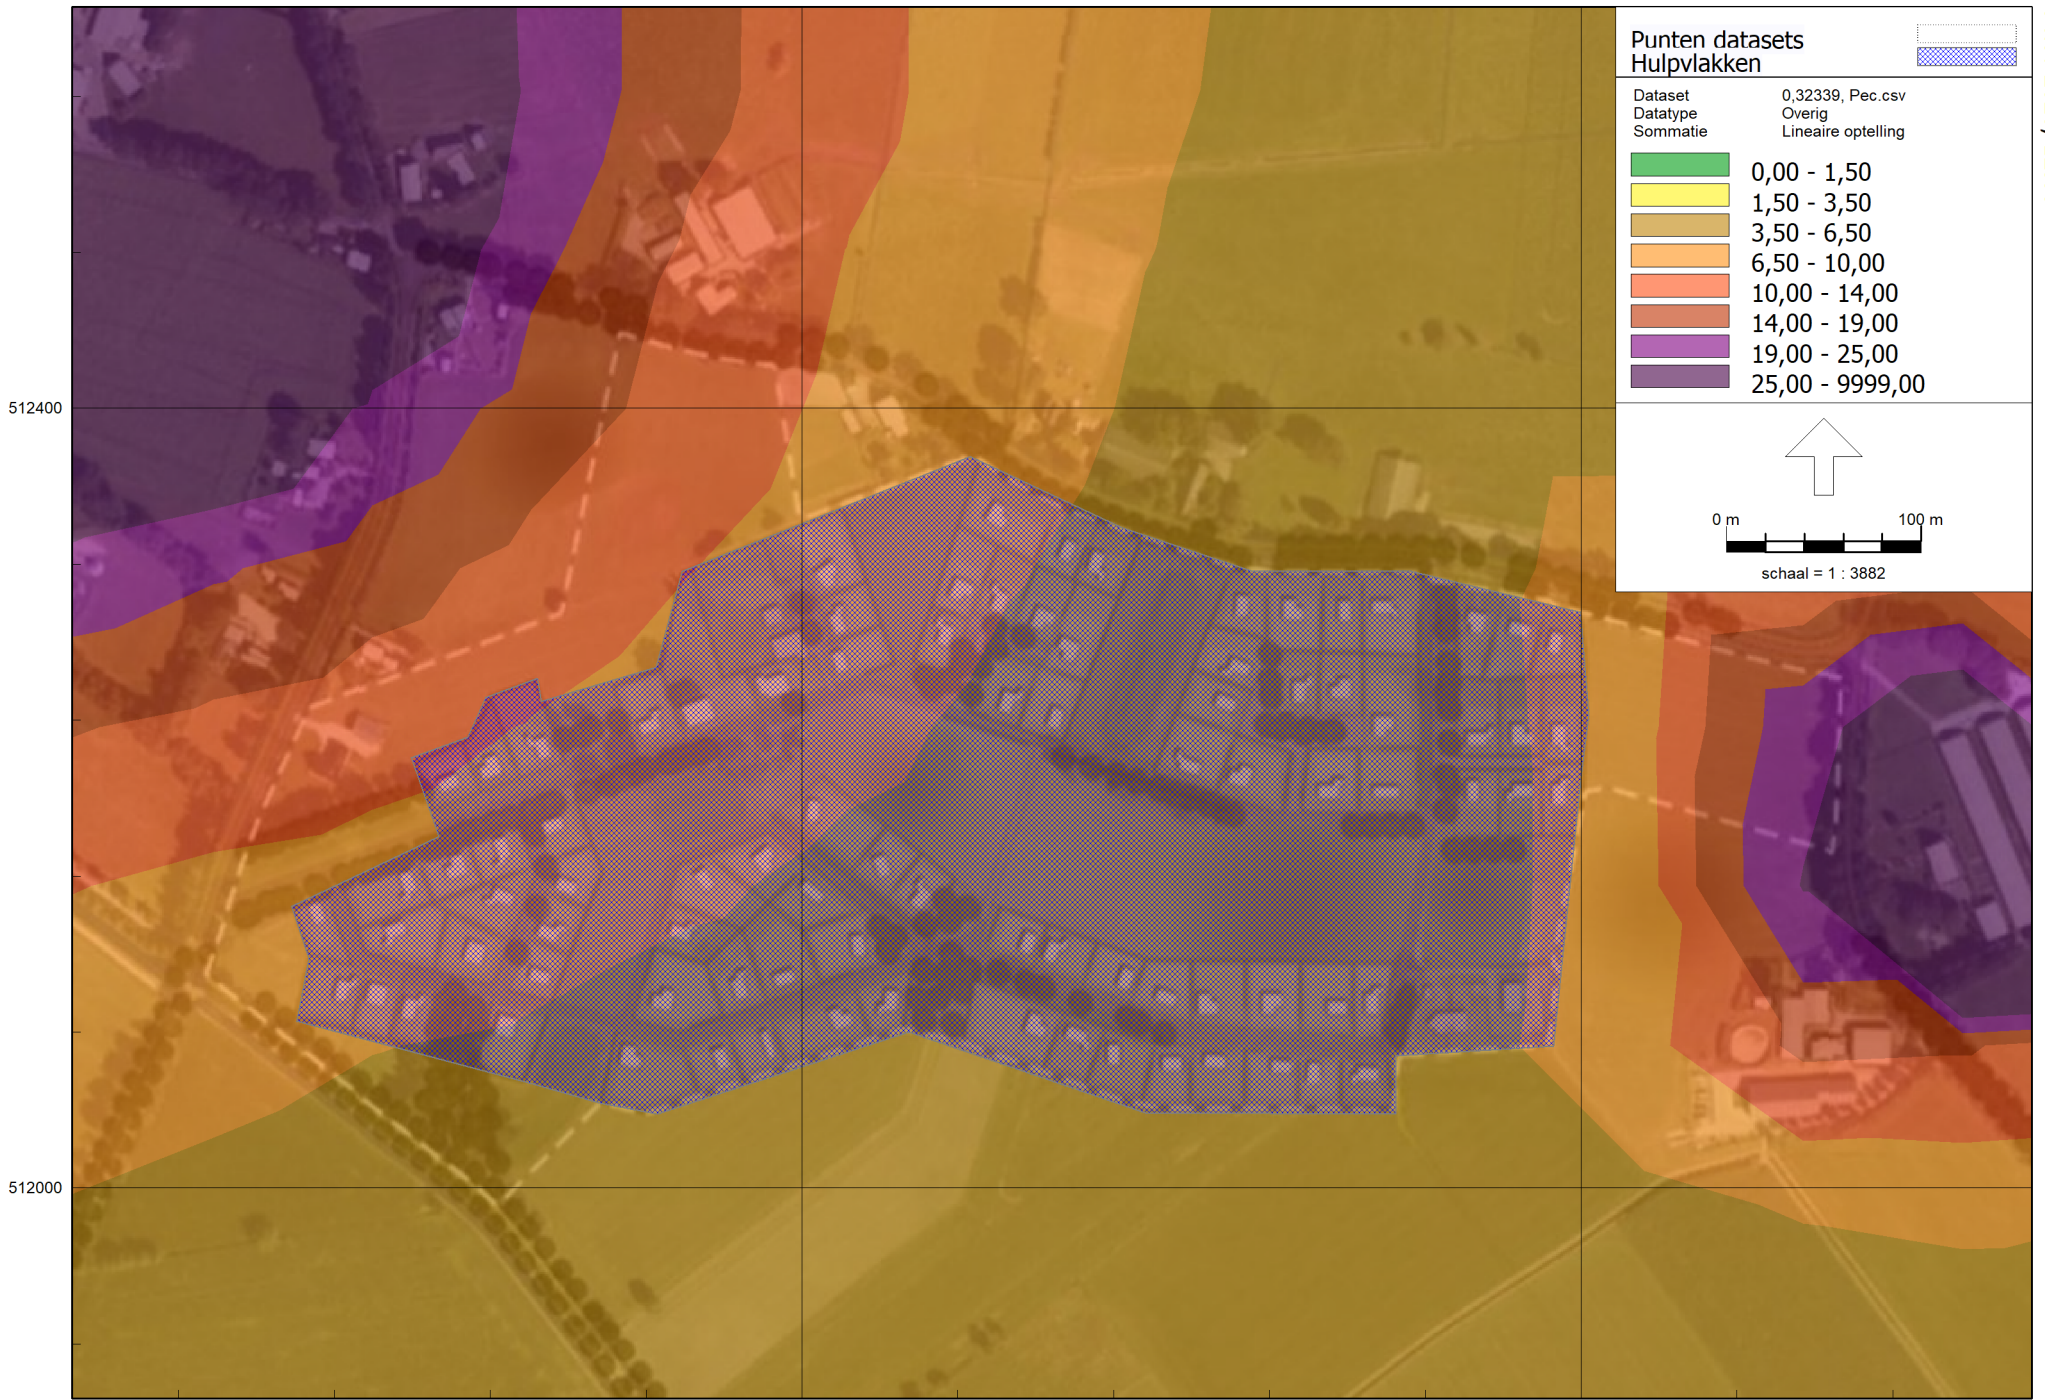 Punten datasets
Hulpvlakken
Dataset 0,32339, Pec.csv
Datatype Overig
Sommatie Lineaire optelling
0,00 - 1,50
1,50 - 3,50
3,50 - 6,50
6,50 - 10,00
10,00 - 14,00
14,00 - 19,00
19,00 - 25,00
25,00 - 9999,00
0 m 100 m
schaal = 1 : 3882
512400
512000